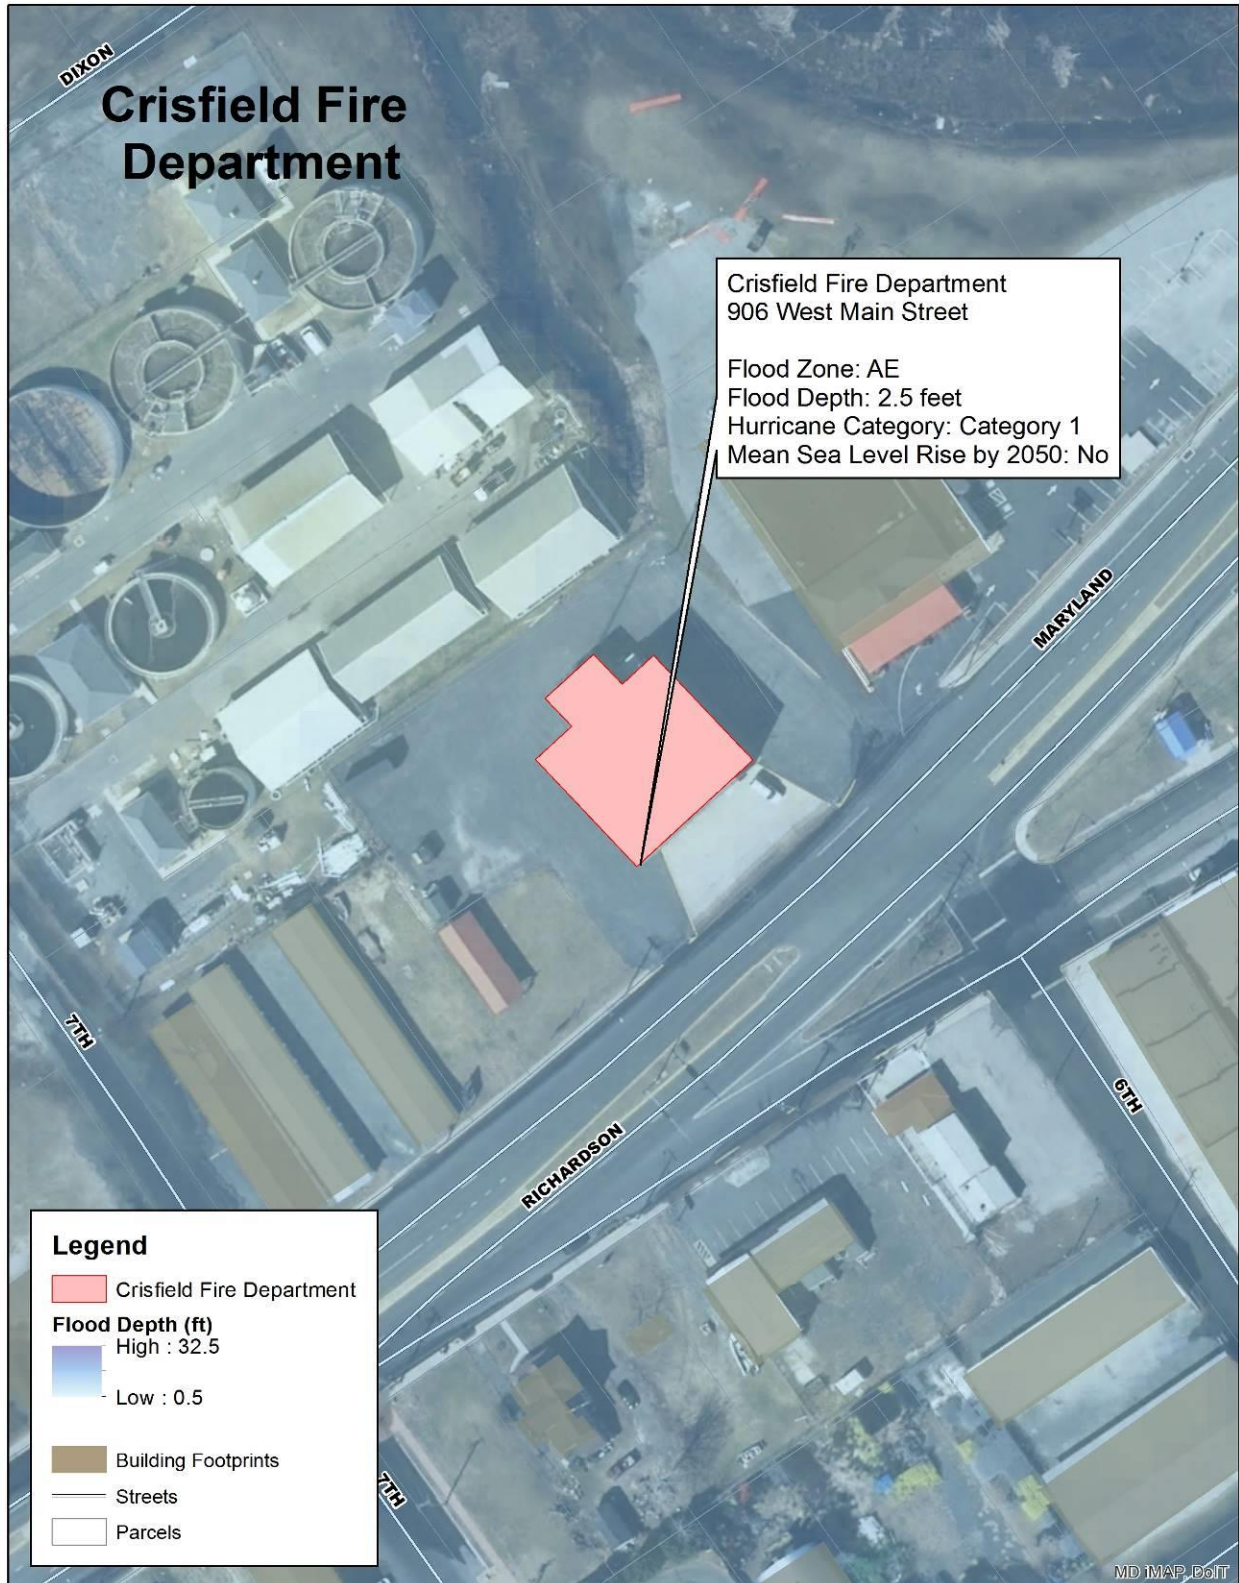 DIXON
Crisfield Fire
Department
Crisfield Fire Department
906 West Main Street
Flood Zone: AE
Flood Depth: 2.5 feet
Hurricane Category: Category 1
Mean Sea Level Rise by 2050: No
MARYLAND
7TH
6TH
RICHARDSON
Legend
Crisfield Fire Department
Flood Depth (ft)
High : 32.5
Low : 0.5
Building Footprints
Streets
Parcels
7TH
MD iMAP, DoIT